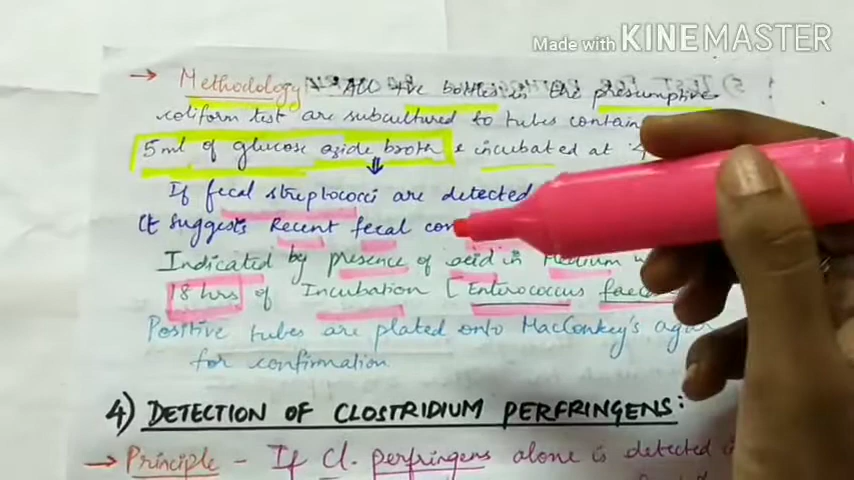 Made with KINEMASTER
→ Methodology All +ve bottles in the presumptive
coliform test are subcultured to tubes contain
5ml of glucose azide broth & incubated at
If fecal streptococci are detected
It suggests Recent fecal con
Indicated by presence of acid in Medium
18 hrs of Incubation [Enterococcus faec
Positive tubes are plated onto MacConkey's agar
for confirmation
4) DETECTION OF CLOSTRIDIUM PERFRINGENS:
→ Principle - If Cl. perfringens alone is detected